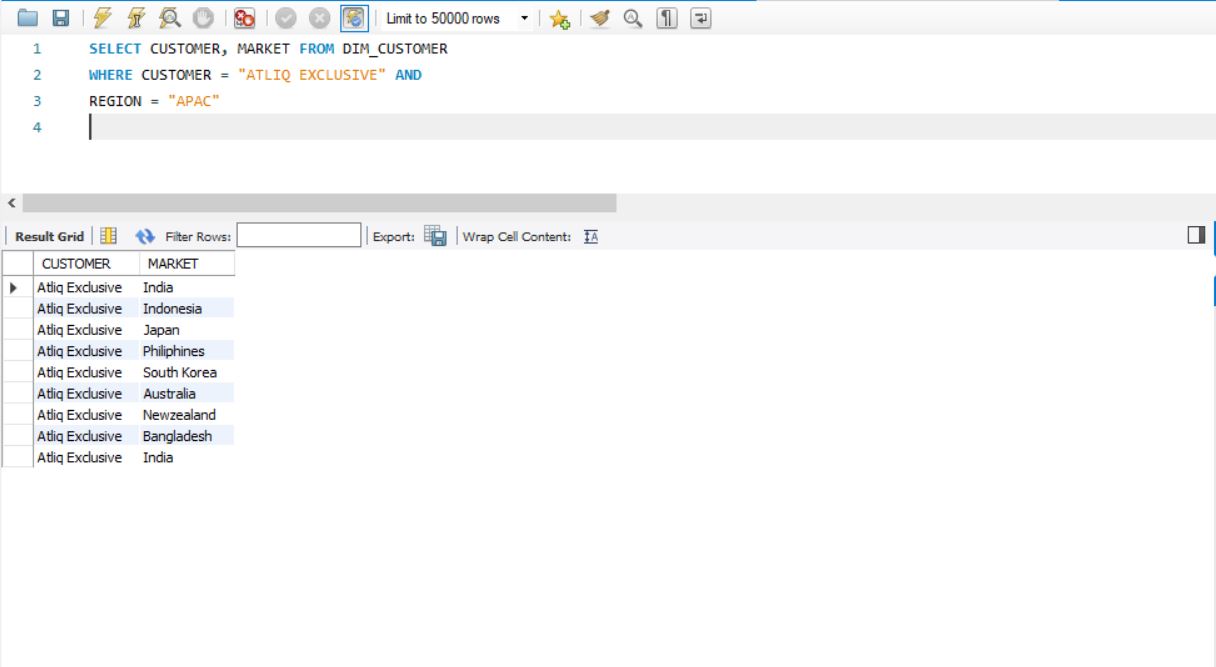 Limit to 50000 rows
1 SELECT CUSTOMER, MARKET FROM DIM_CUSTOMER
2 WHERE CUSTOMER = "ATLIQ EXCLUSIVE" AND
3 REGION = "APAC"
4
Result Grid Filter Rows: Export: Wrap Cell Content: IA
CUSTOMER MARKET
Atliq Exclusive India
Atliq Exclusive Indonesia
Atliq Exclusive Japan
Atliq Exclusive Philiphines
Atliq Exclusive South Korea
Atliq Exclusive Australia
Atliq Exclusive Newzealand
Atliq Exclusive Bangladesh
Atliq Exclusive India